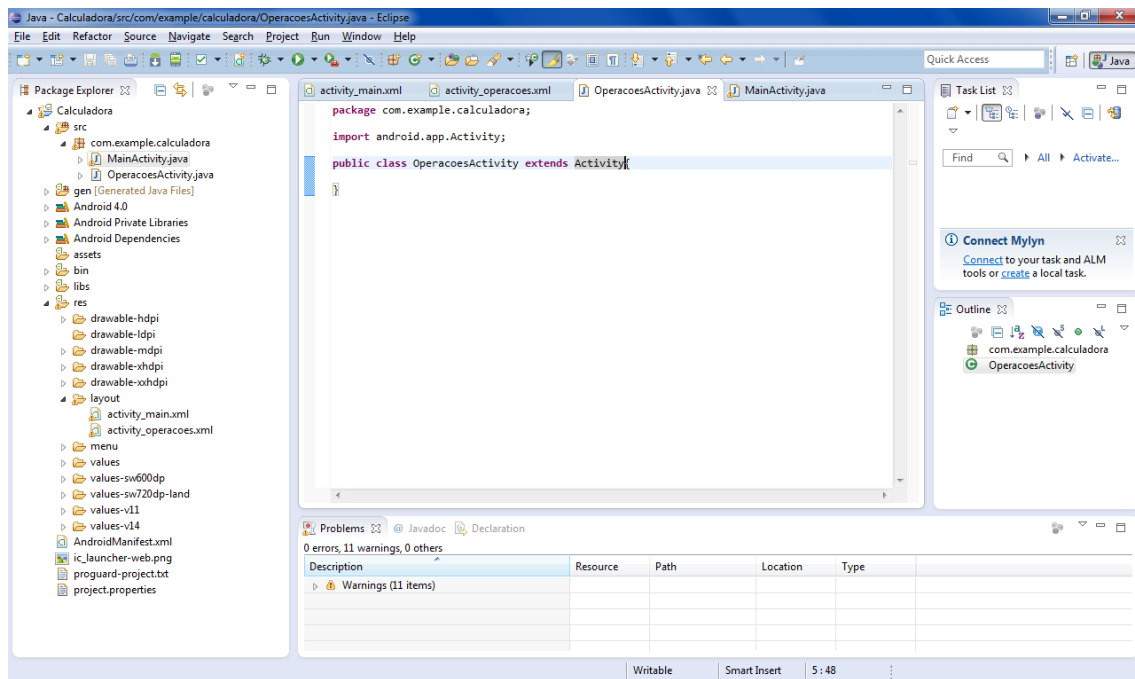 Java - Calculadora/src/com/example/calculadora/OperacoesActivity.java - Eclipse
File Edit Refactor Source Navigate Search Project Run Window Help
Quick Access
Java
Package Explorer
Calculadora
src
com.example.calculadora
MainActivity.java
OperacoesActivity.java
gen [Generated Java Files]
Android 4.0
Android Private Libraries
Android Dependencies
assets
bin
libs
res
drawable-hdpi
drawable-ldpi
drawable-mdpi
drawable-xhdpi
drawable-xxhdpi
layout
activity_main.xml
activity_operacoes.xml
menu
values
values-sw600dp
values-sw720dp-land
values-v11
values-v14
AndroidManifest.xml
ic_launcher-web.png
proguard-project.txt
project.properties
activity_main.xml activity_operacoes.xml OperacoesActivity.java MainActivity.java
package com.example.calculadora;
import android.app.Activity;
public class OperacoesActivity extends Activity{
}
Task List
Find All Activate...
Connect Mylyn
Connect to your task and ALM
tools or create a local task.
Outline
com.example.calculadora
OperacoesActivity
Problems @ Javadoc Declaration
0 errors, 11 warnings, 0 others
Description Resource Path Location Type
Warnings (11 items)
Writable Smart Insert 5 : 48